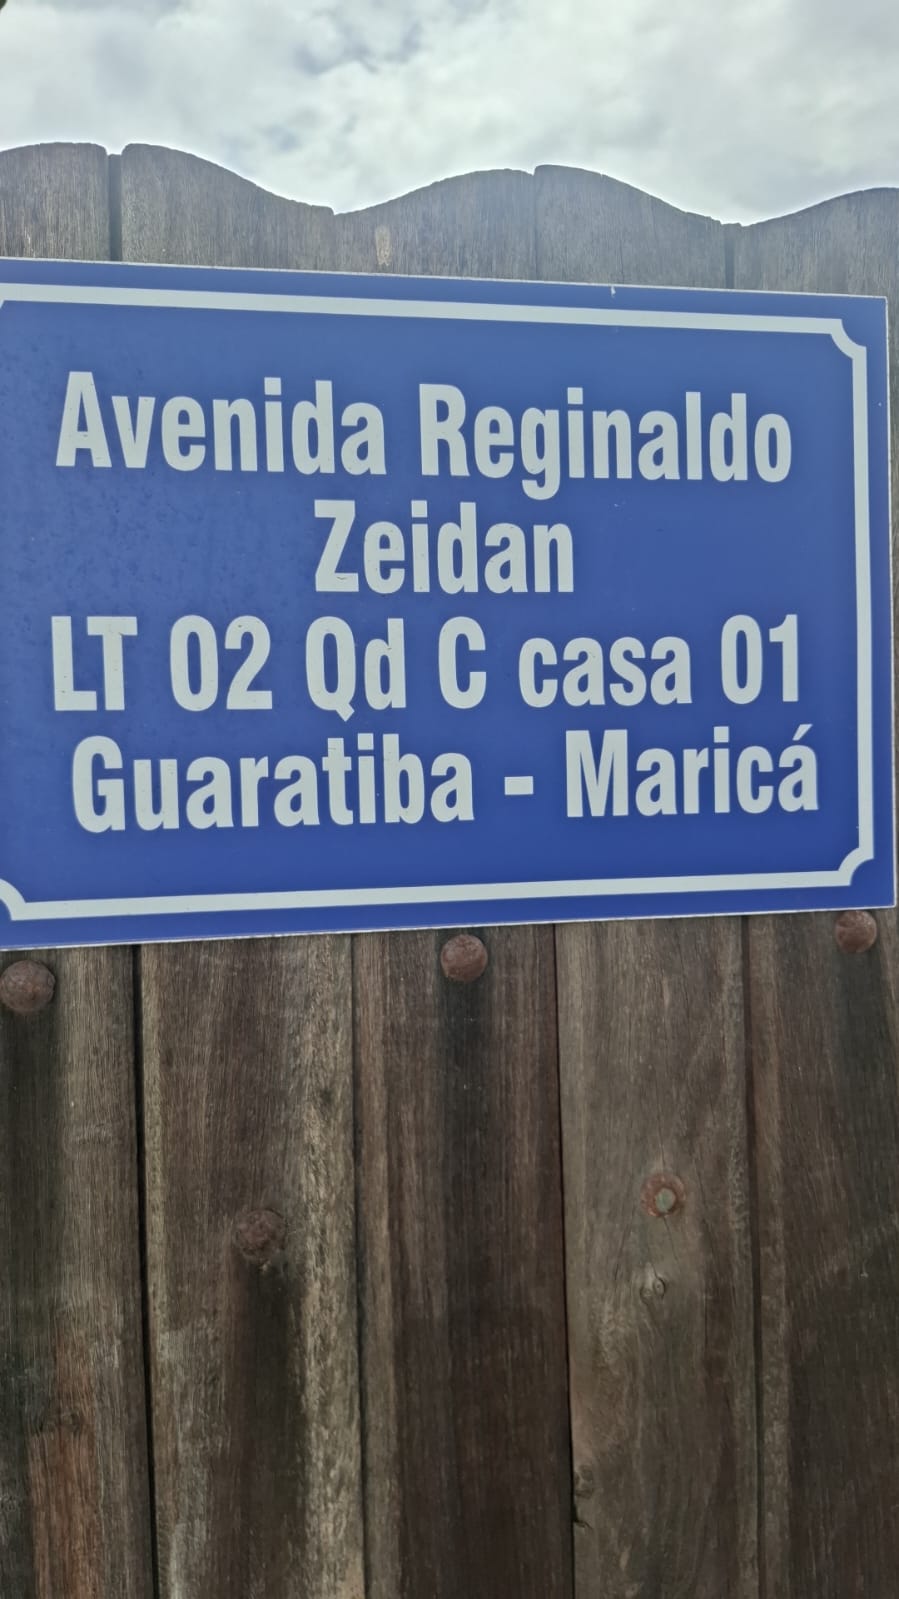 Avenida Reginaldo
Zeidan
LT 02 Qd C casa 01
Guaratiba - Maricá